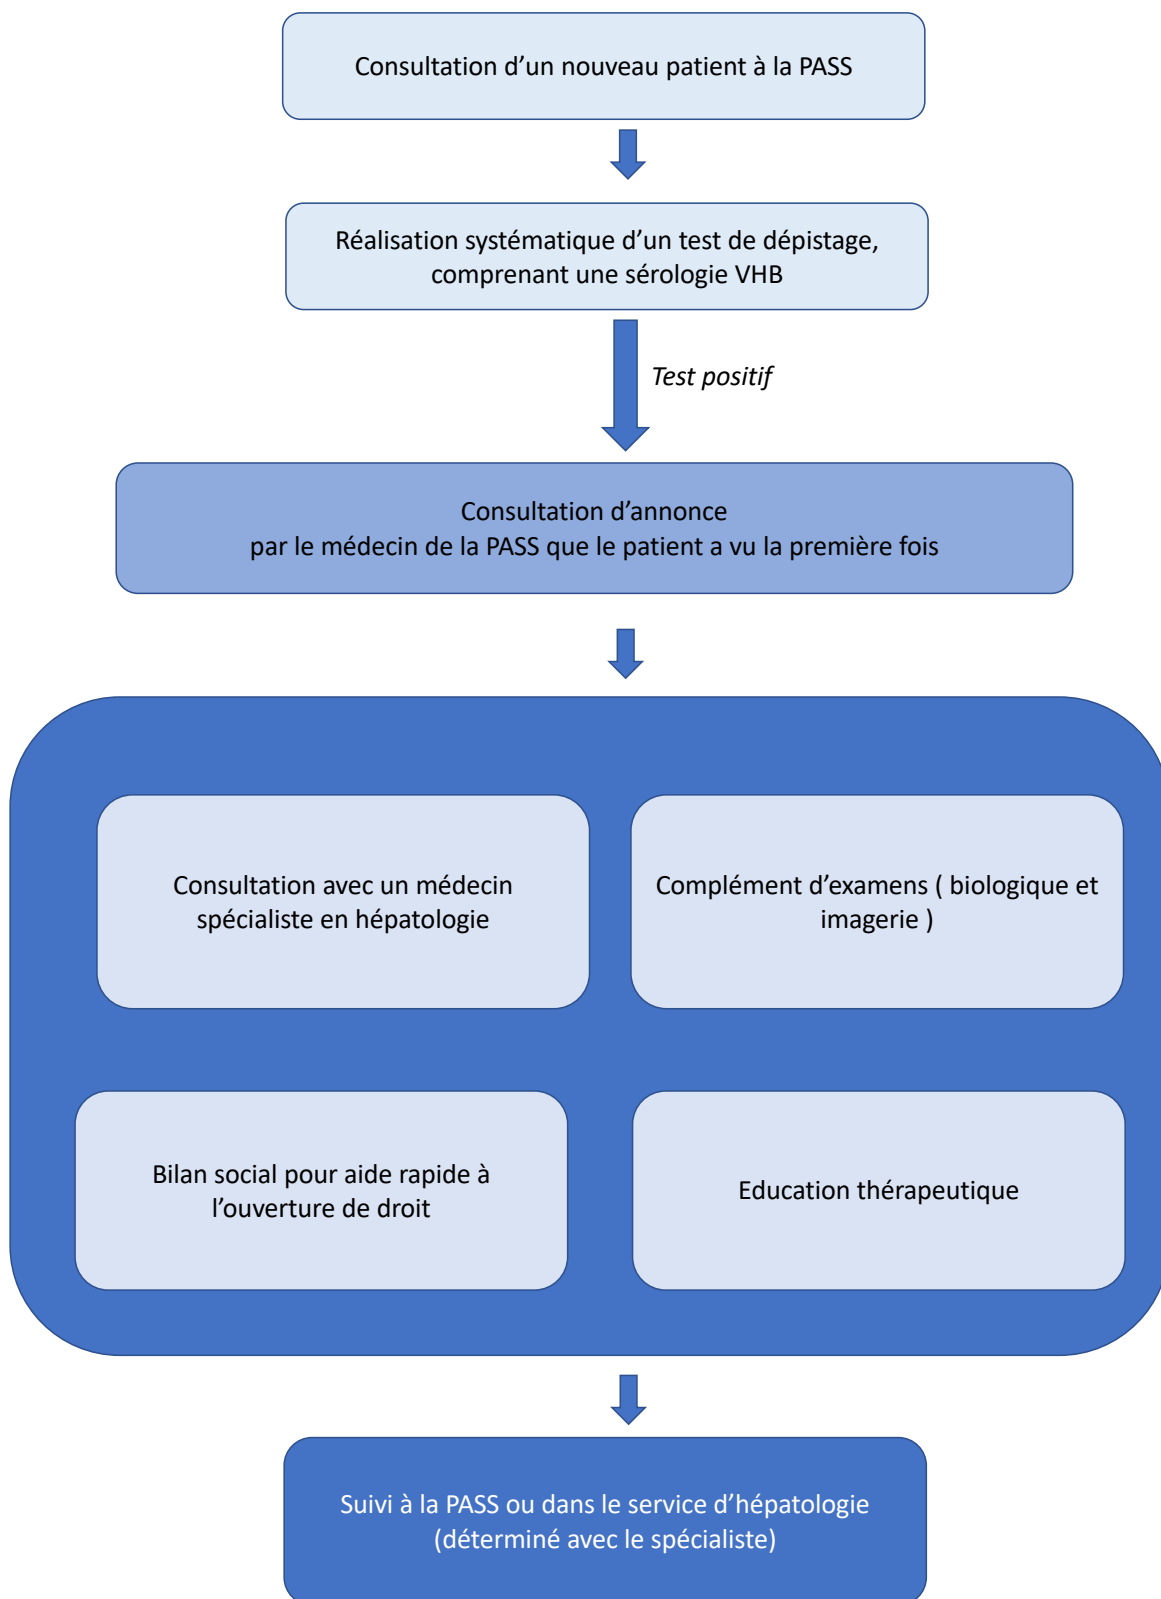 Consultation d’un nouveau patient à la PASS
Réalisation systématique d’un test de dépistage,
comprenant une sérologie VHB
Test positif
Consultation d’annonce
par le médecin de la PASS que le patient a vu la première fois
Consultation avec un médecin
spécialiste en hépatologie
Complément d’examens ( biologique et
imagerie )
Bilan social pour aide rapide à
l’ouverture de droit
Education thérapeutique
Suivi à la PASS ou dans le service d’hépatologie
(déterminé avec le spécialiste)